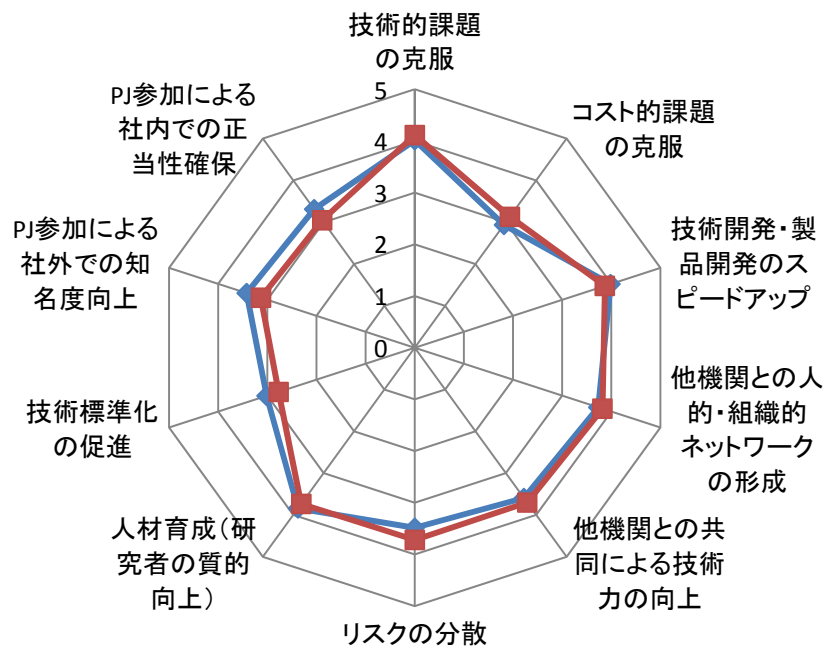 技術的課題
の克服
コスト的課題
の克服
技術開発・製
品開発のス
ピードアップ
他機関との人
的・組織的
ネットワーク
の形成
他機関との共
同による技術
力の向上
リスクの分散
人材育成（研
究者の質的
向上）
技術標準化
の促進
PJ参加による
社外での知
名度向上
PJ参加による
社内での正
当性確保
5
4
3
2
1
0